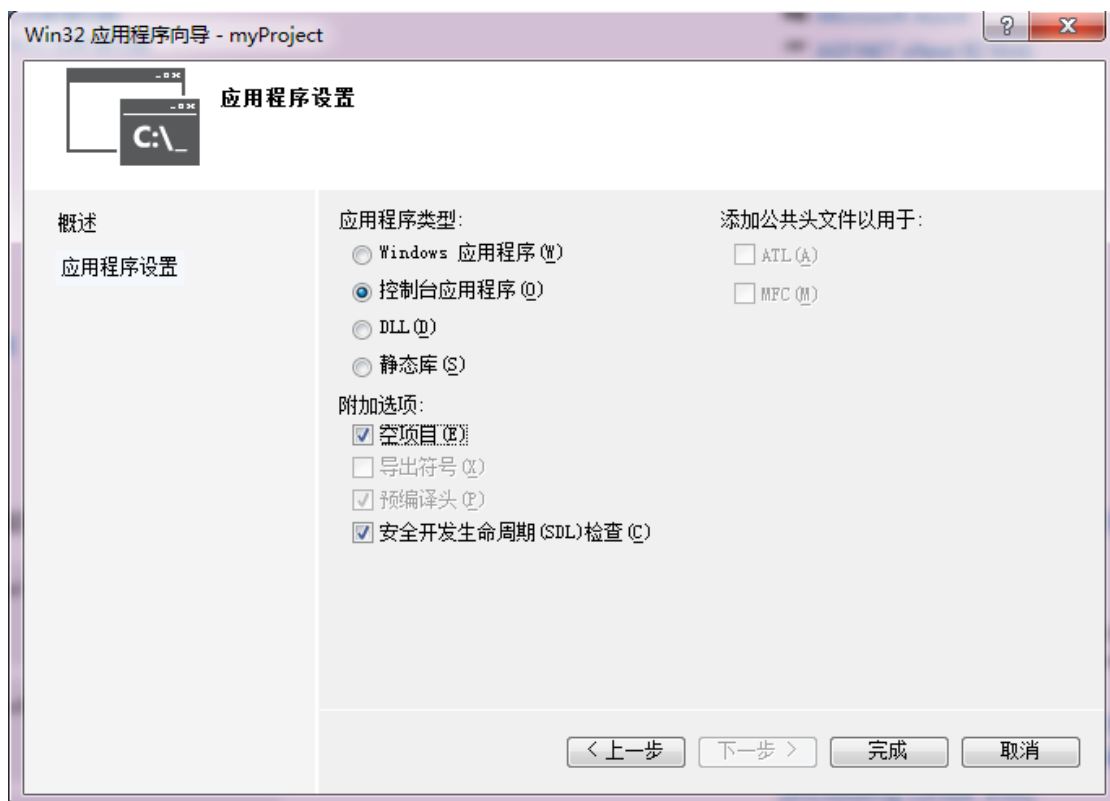 Win32 应用程序向导 - myProject
C:\_
应用程序设置
概述
应用程序设置
应用程序类型:
Windows 应用程序(W)
控制台应用程序(O)
DLL(D)
静态库(S)
附加选项:
空项目(E)
导出符号(X)
预编译头(P)
安全开发生命周期(SDL)检查(C)
添加公共头文件以用于:
ATL(A)
MFC(M)
< 上一步
下一步 >
完成
取消